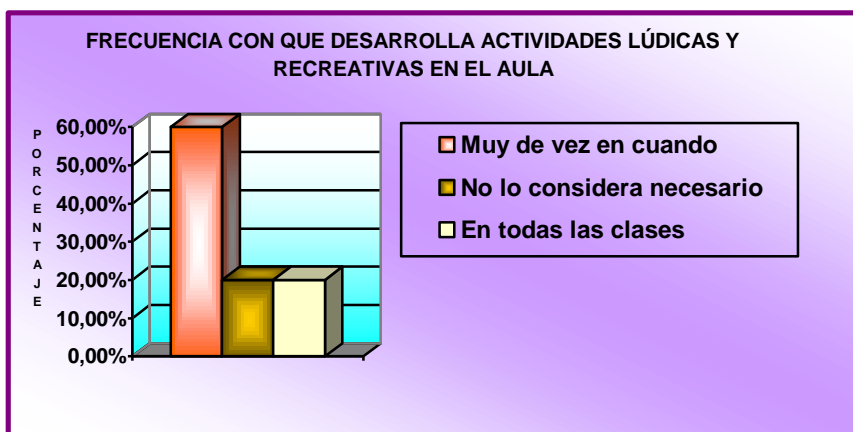 FRECUENCIA CON QUE DESARROLLA ACTIVIDADES LÚDICAS Y
RECREATIVAS EN EL AULA
PORCENTAJE
60,00%
50,00%
40,00%
30,00%
20,00%
10,00%
0,00%
Muy de vez en cuando
No lo considera necesario
En todas las clases